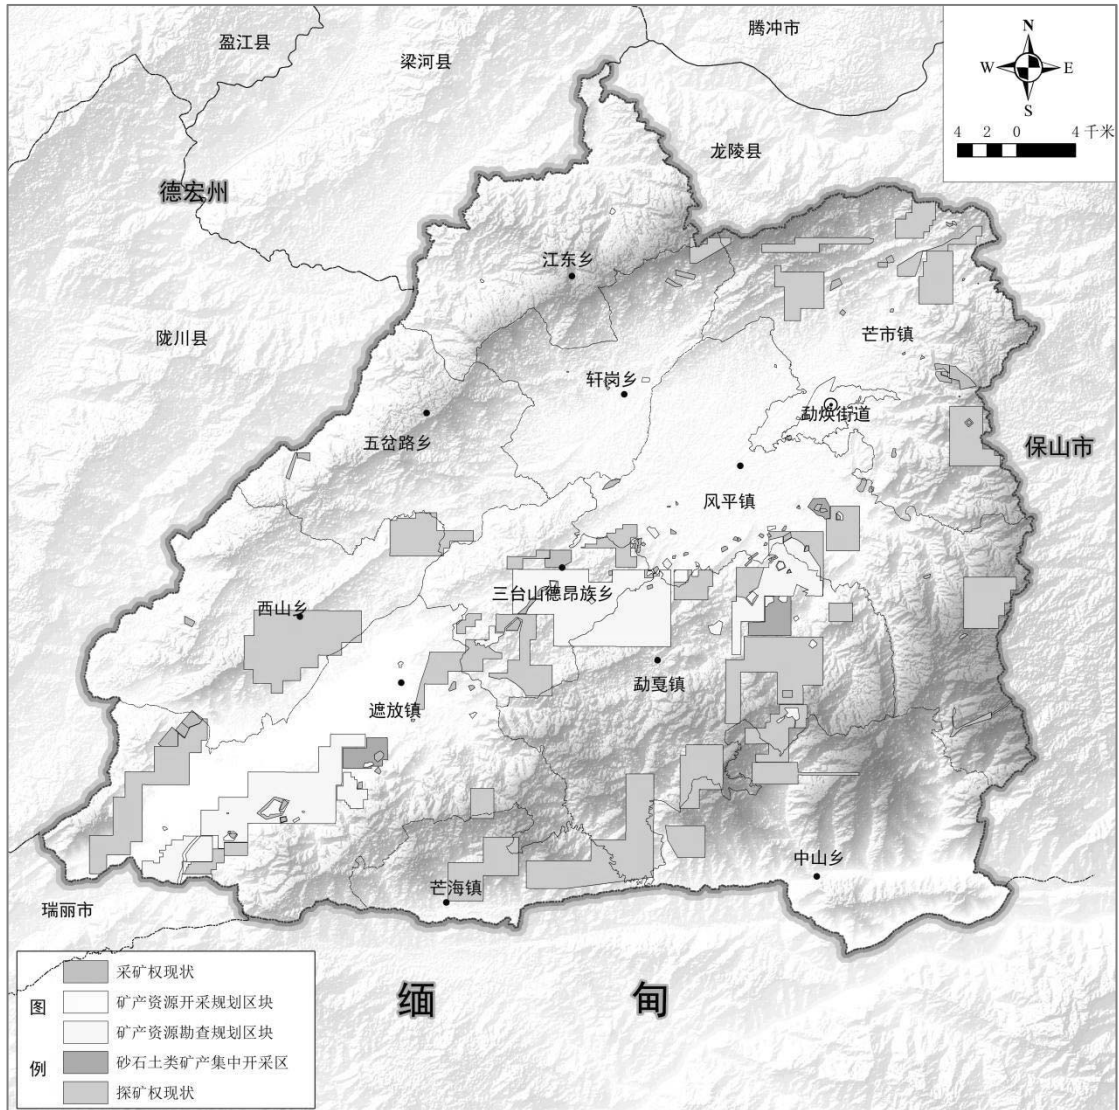 腾冲市
盈江县
梁河县
N
W
E
S
4 2 0 4 千米
龙陵县
德宏州
江东乡
陇川县
芒市镇
轩岗乡
勐焕街道
五岔路乡
保山市
风平镇
三台山德昂族乡
西山乡
勐戛镇
遮放镇
中山乡
芒海镇
瑞丽市
缅甸
图例
采矿权现状
矿产资源开采规划区块
矿产资源勘查规划区块
砂石土类矿产集中开采区
探矿权现状